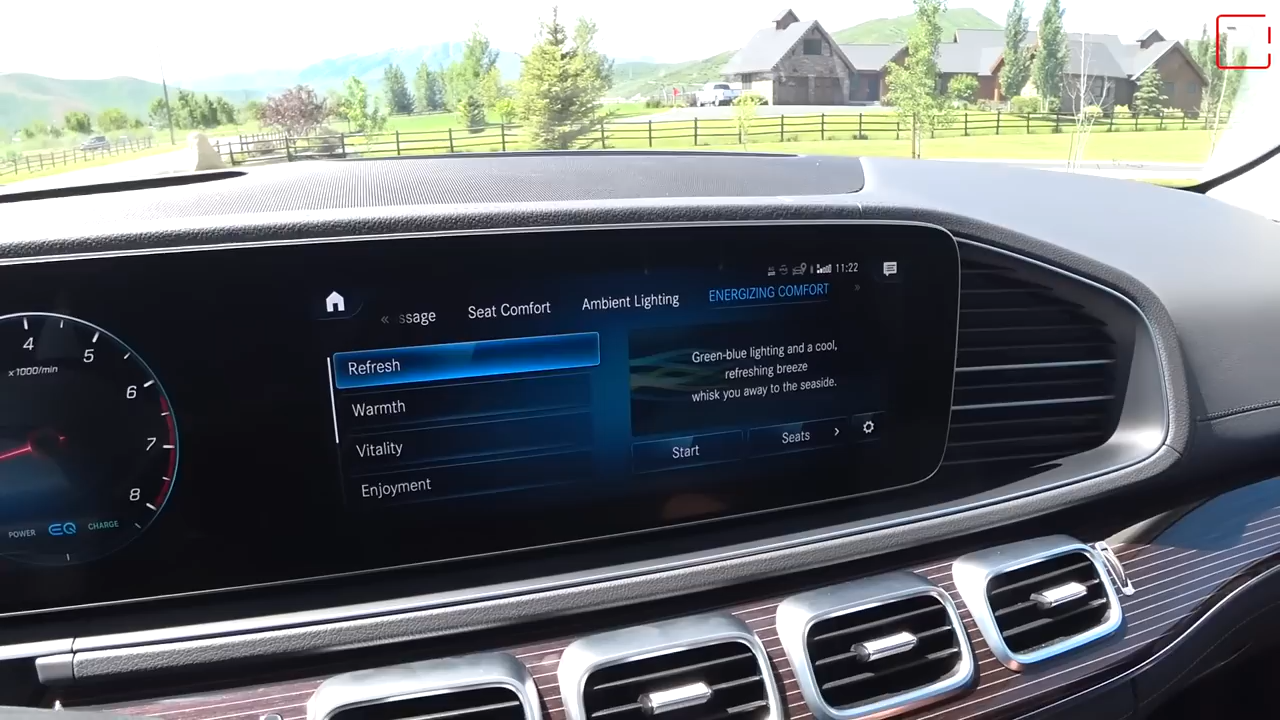 11:22
ssage Seat Comfort Ambient Lighting ENERGIZING COMFORT
Refresh
Warmth
Vitality
Enjoyment
Green-blue lighting and a cool,
refreshing breeze
whisk you away to the seaside.
Start Seats
4
5
6
7
8
x1000/min
POWER EQ CHARGE